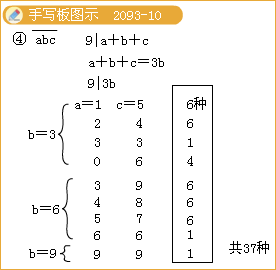 手写板图示 2093-10
④ abc 9|a+b+c
a+b+c=3b
9|3b
a=1 c=5 6种
2 4 6
b=3 3 3 1
0 6 4
3 9 6
b=6 4 8 6
5 7 6
6 6 1
b=9 9 9 1 共37种